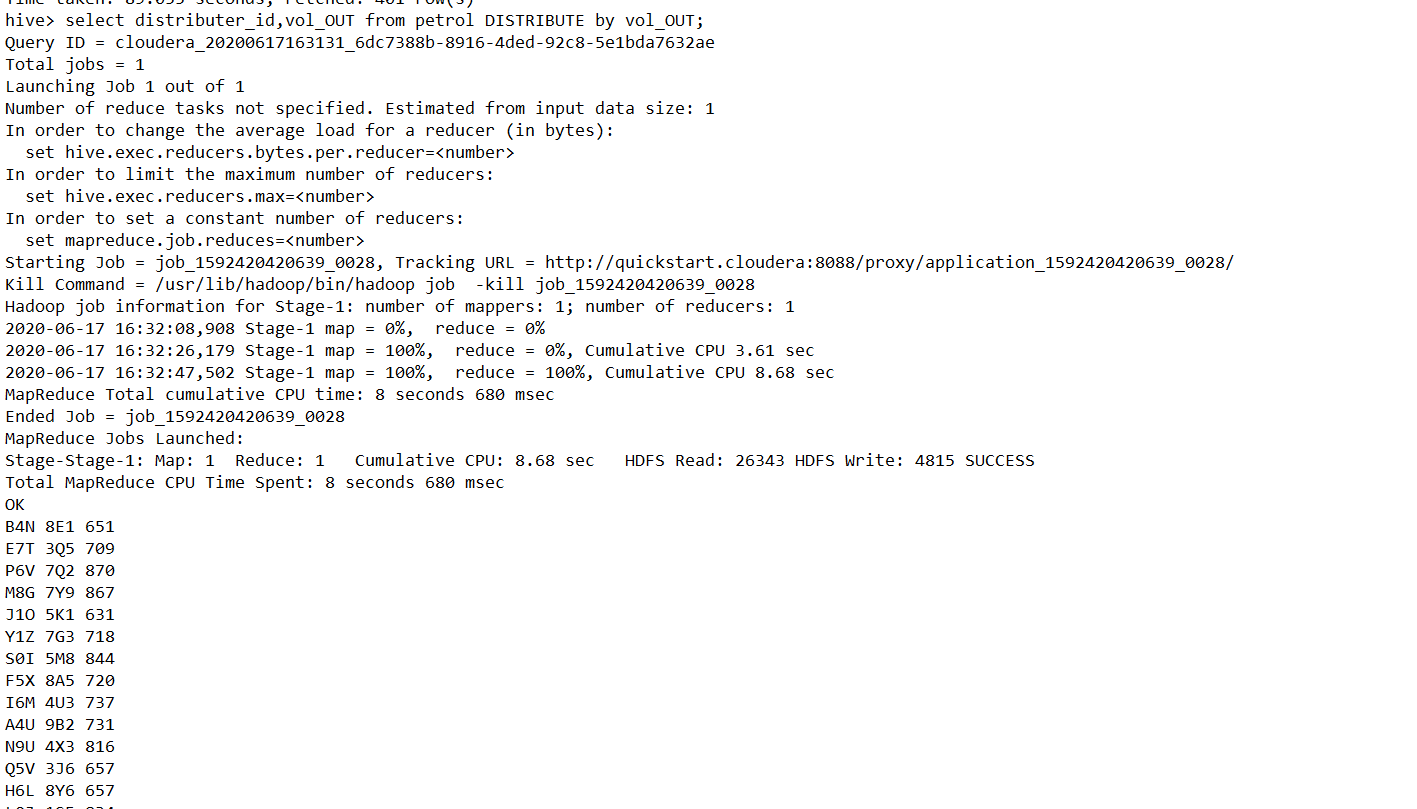 Time taken: 89.055 seconds, Fetched: 401 row(s)
hive> select distributer_id,vol_OUT from petrol DISTRIBUTE by vol_OUT;
Query ID = cloudera_20200617163131_6dc7388b-8916-4ded-92c8-5e1bda7632ae
Total jobs = 1
Launching Job 1 out of 1
Number of reduce tasks not specified. Estimated from input data size: 1
In order to change the average load for a reducer (in bytes):
  set hive.exec.reducers.bytes.per.reducer=<number>
In order to limit the maximum number of reducers:
  set hive.exec.reducers.max=<number>
In order to set a constant number of reducers:
  set mapreduce.job.reduces=<number>
Starting Job = job_1592420420639_0028, Tracking URL = http://quickstart.cloudera:8088/proxy/application_1592420420639_0028/
Kill Command = /usr/lib/hadoop/bin/hadoop job  -kill job_1592420420639_0028
Hadoop job information for Stage-1: number of mappers: 1; number of reducers: 1
2020-06-17 16:32:08,908 Stage-1 map = 0%,  reduce = 0%
2020-06-17 16:32:26,179 Stage-1 map = 100%,  reduce = 0%, Cumulative CPU 3.61 sec
2020-06-17 16:32:47,502 Stage-1 map = 100%,  reduce = 100%, Cumulative CPU 8.68 sec
MapReduce Total cumulative CPU time: 8 seconds 680 msec
Ended Job = job_1592420420639_0028
MapReduce Jobs Launched:
Stage-Stage-1: Map: 1  Reduce: 1   Cumulative CPU: 8.68 sec   HDFS Read: 26343 HDFS Write: 4815 SUCCESS
Total MapReduce CPU Time Spent: 8 seconds 680 msec
OK
B4N 8E1 651
E7T 3Q5 709
P6V 7Q2 870
M8G 7Y9 867
J1O 5K1 631
Y1Z 7G3 718
S0I 5M8 844
F5X 8A5 720
I6M 4U3 737
A4U 9B2 731
N9U 4X3 816
Q5V 3J6 657
H6L 8Y6 657